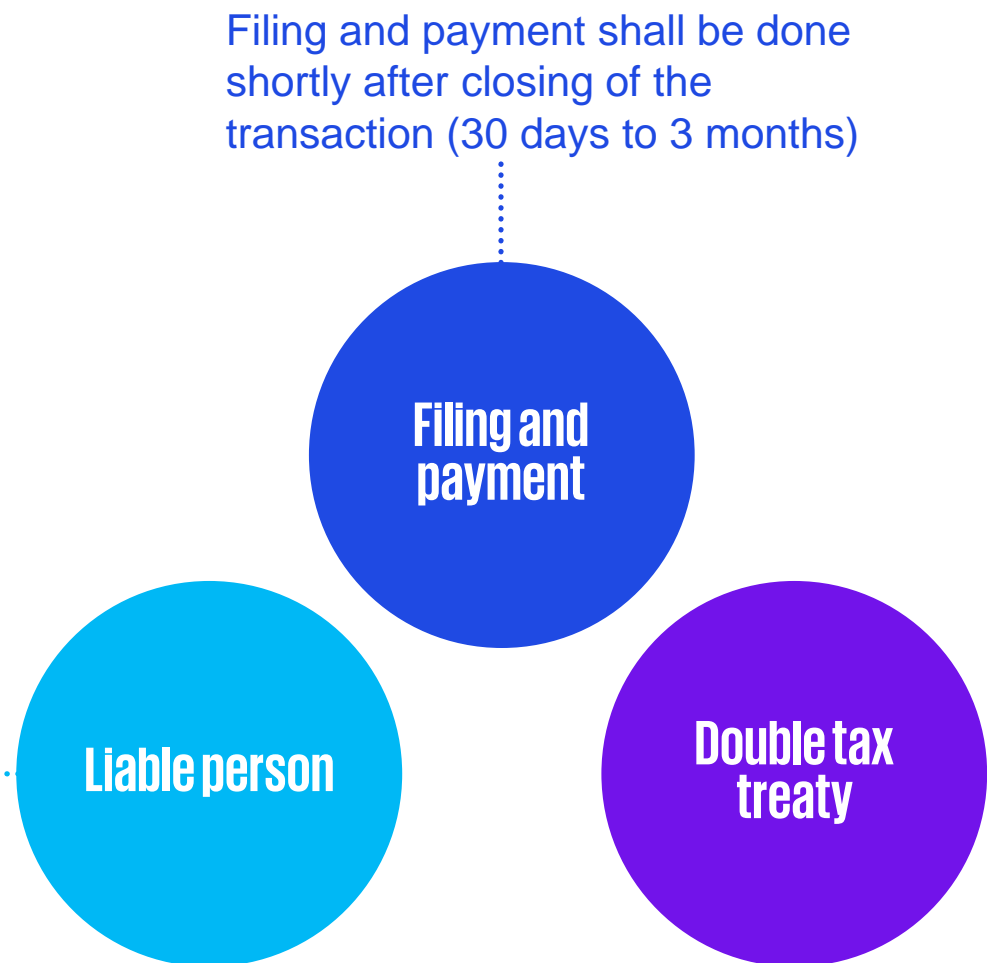 Filing and payment shall be done
shortly after closing of the
transaction (30 days to 3 months)
Filing and
payment
Liable person
Double tax
treaty